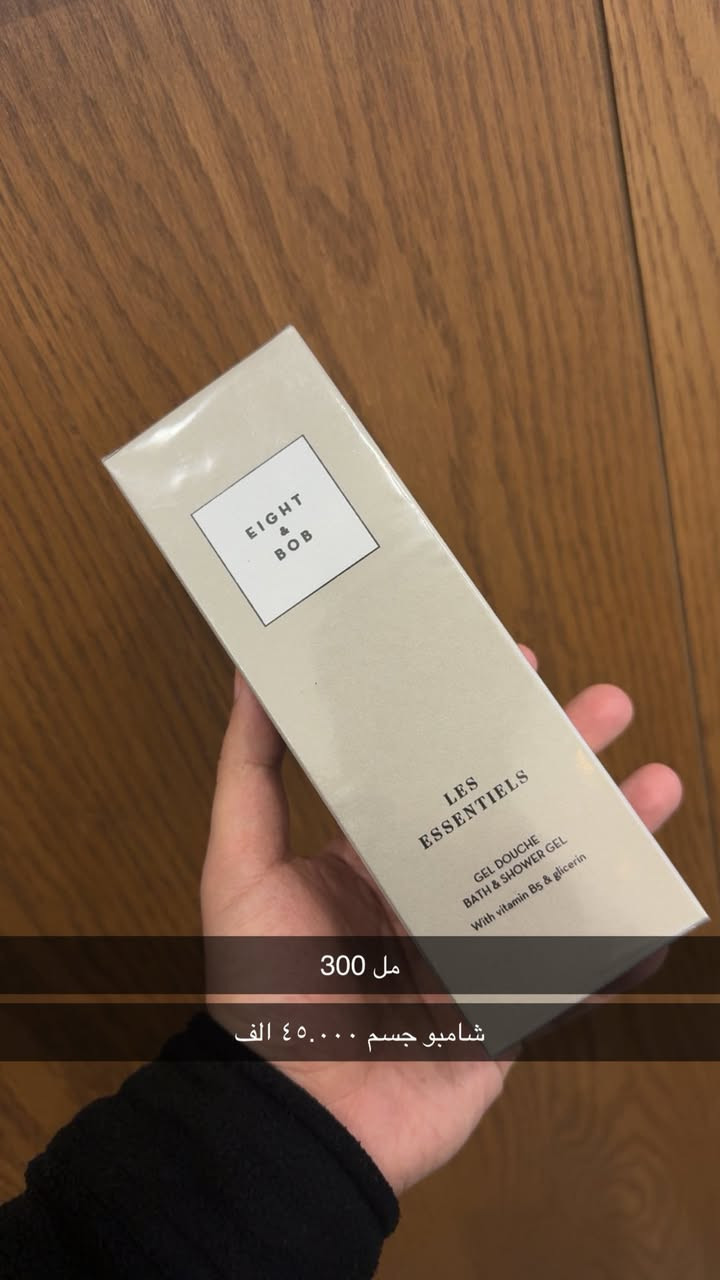 EIGHT
&
BOB
LES
ESSENTIELS
GEL DOUCHE
BATH & SHOWER GEL
With vitamin B5 & glicerin
300 مل
شامبو جسم ٤٥.٠٠٠ الف